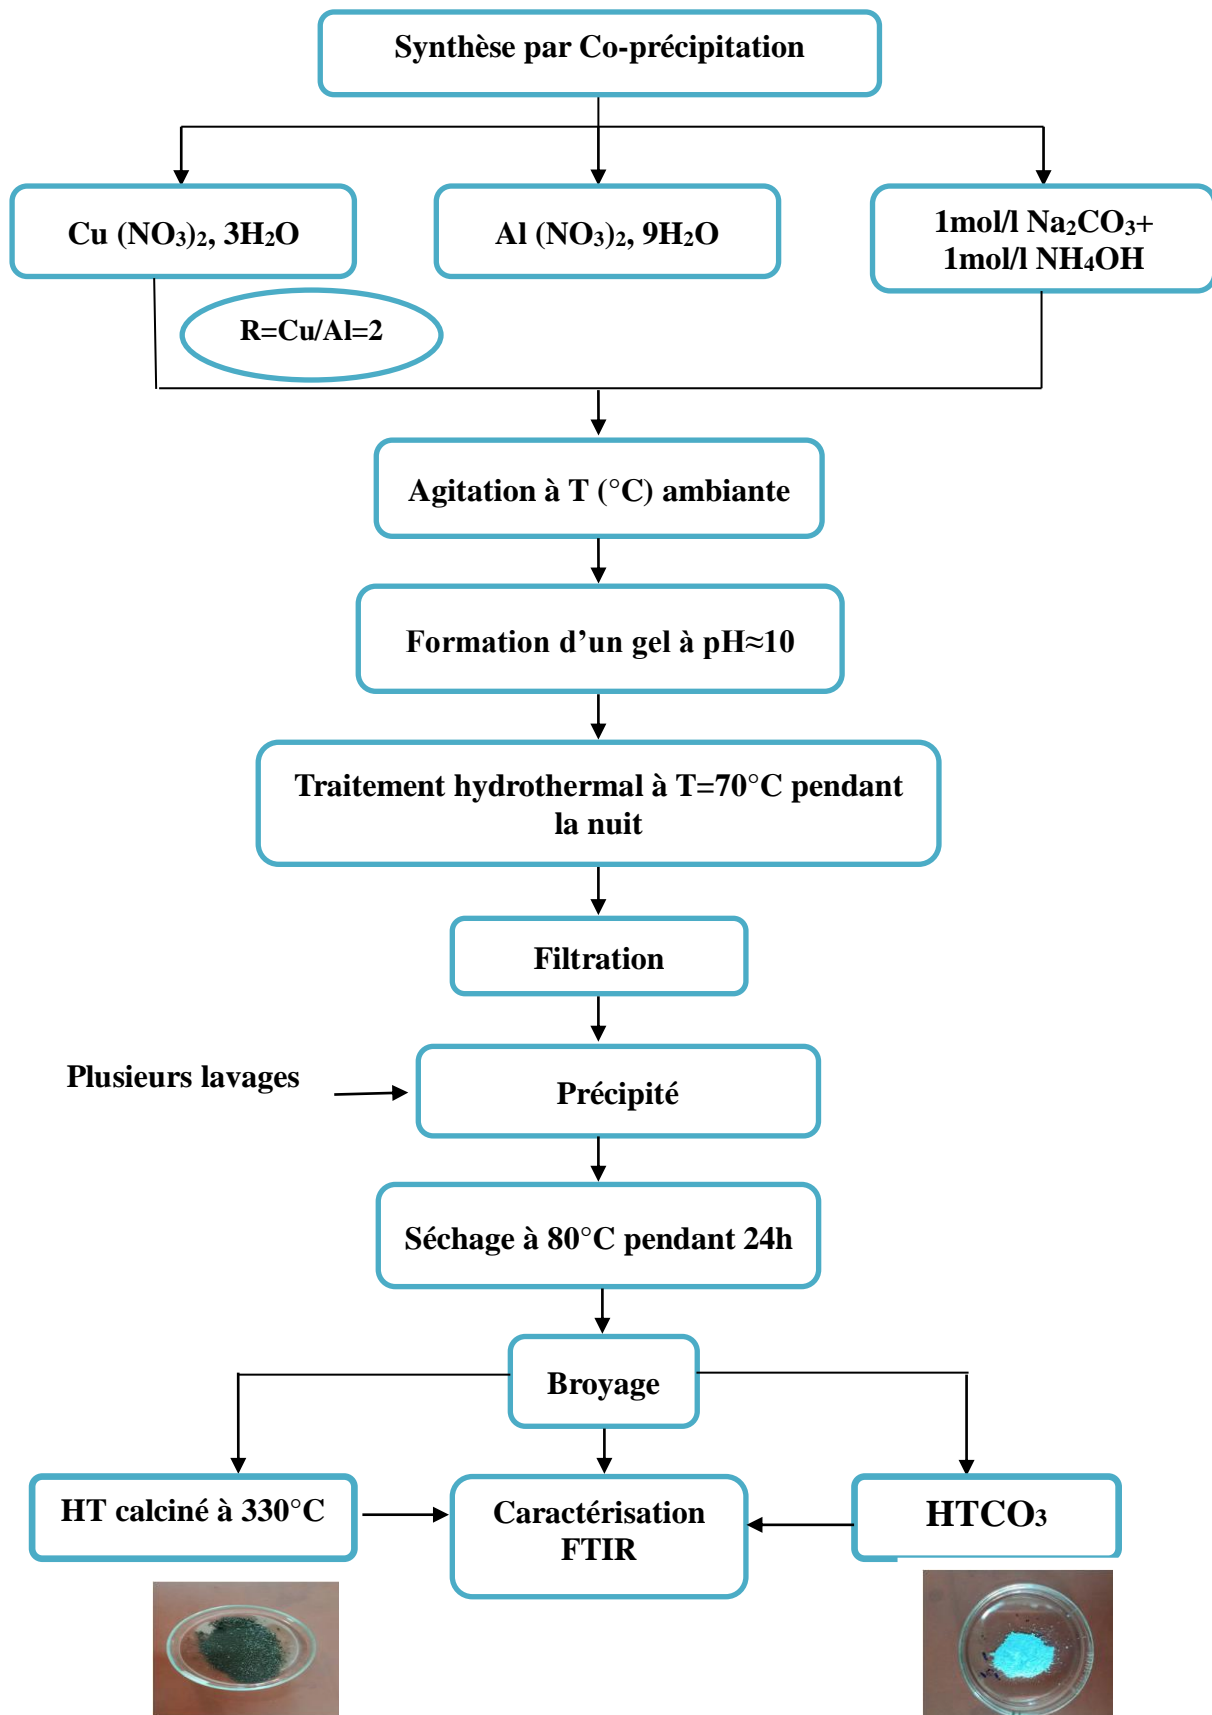 Synthèse par Co-précipitation
Cu (NO₃)₂, 3H₂O
Al (NO₃)₂, 9H₂O
1mol/l Na₂CO₃+
1mol/l NH₄OH
R=Cu/Al=2
Agitation à T (°C) ambiante
Formation d’un gel à pH≈10
Traitement hydrothermal à T=70°C pendant
la nuit
Filtration
Plusieurs lavages
Précipité
Séchage à 80°C pendant 24h
Broyage
HT calciné à 330°C
Caractérisation
FTIR
HTCO₃